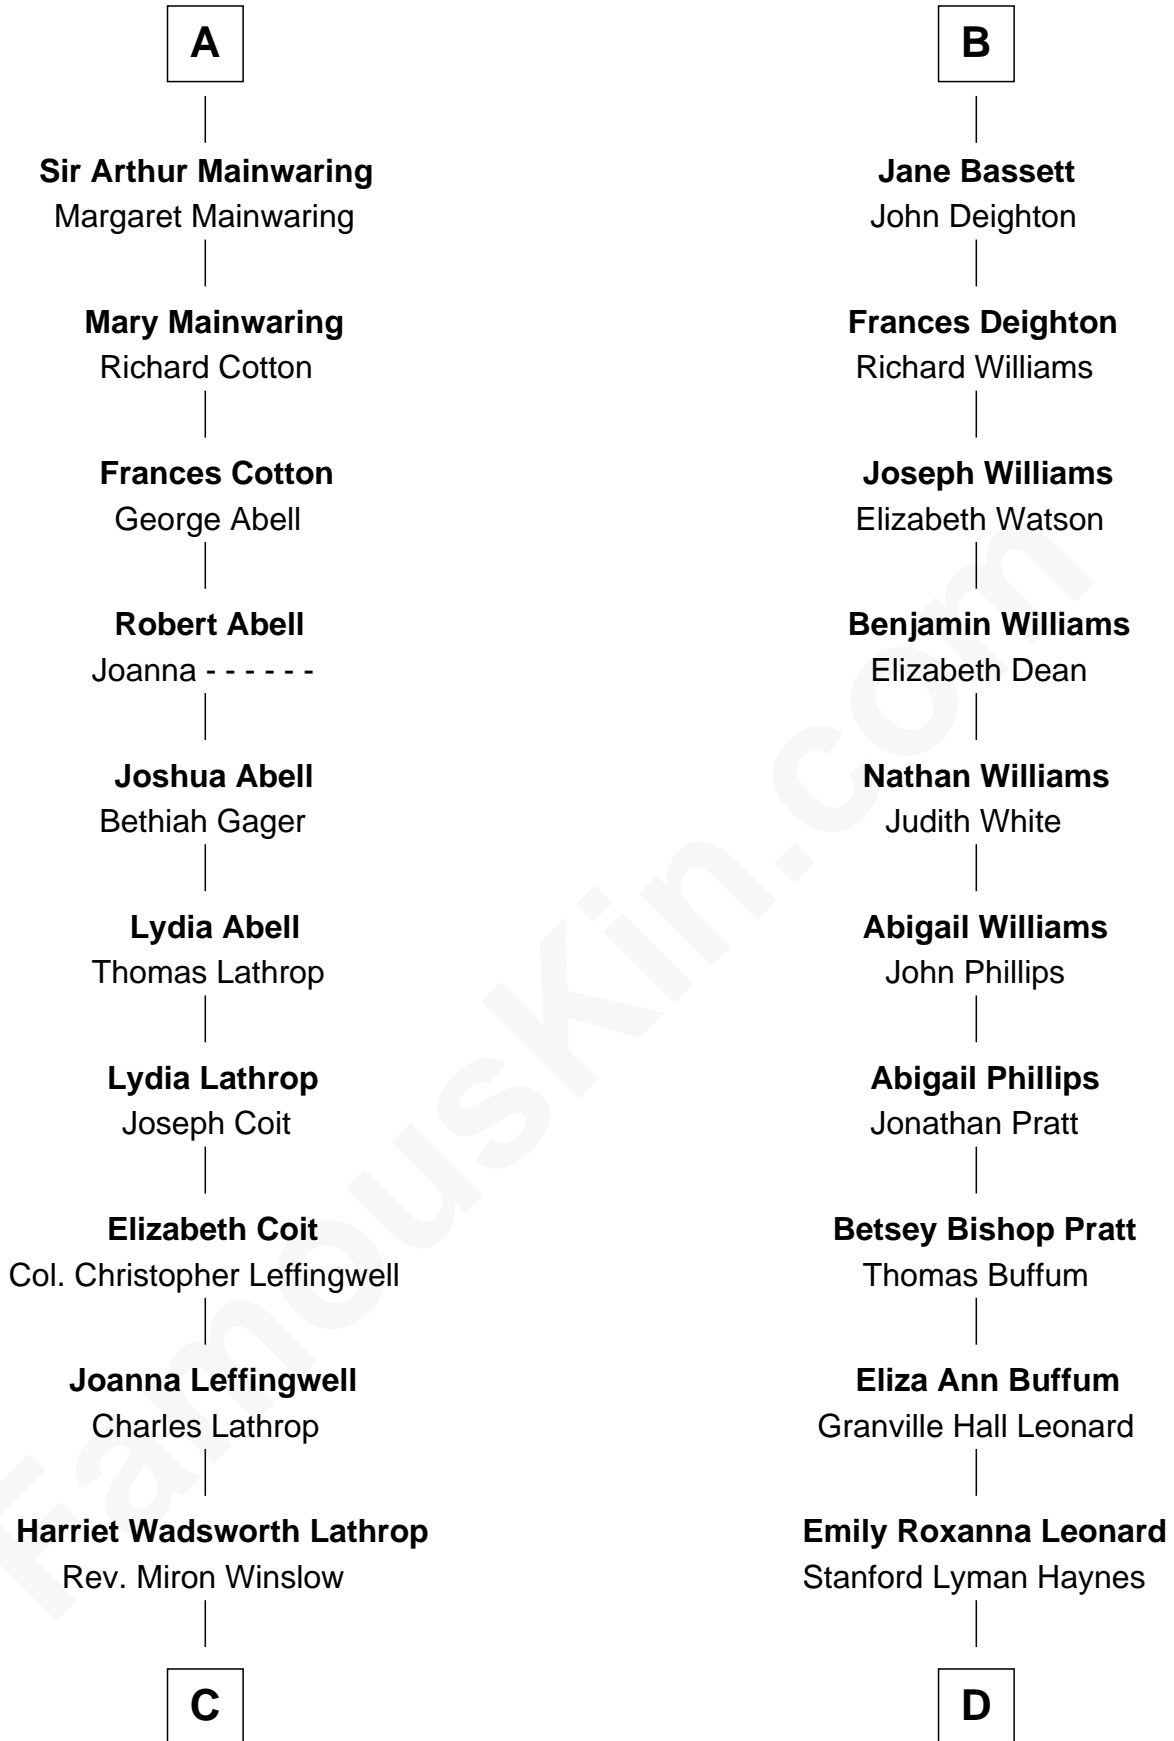 A
Sir Arthur Mainwaring
Margaret Mainwaring
Mary Mainwaring
Richard Cotton
Frances Cotton
George Abell
Robert Abell
Joanna - - - - - -
Joshua Abell
Bethiah Gager
Lydia Abell
Thomas Lathrop
Lydia Lathrop
Joseph Coit
Elizabeth Coit
Col. Christopher Leffingwell
Joanna Leffingwell
Charles Lathrop
Harriet Wadsworth Lathrop
Rev. Miron Winslow
C
B
Jane Bassett
John Deighton
Frances Deighton
Richard Williams
Joseph Williams
Elizabeth Watson
Benjamin Williams
Elizabeth Dean
Nathan Williams
Judith White
Abigail Williams
John Phillips
Abigail Phillips
Jonathan Pratt
Betsey Bishop Pratt
Thomas Buffum
Eliza Ann Buffum
Granville Hall Leonard
Emily Roxanna Leonard
Stanford Lyman Haynes
D
FamousKin.com